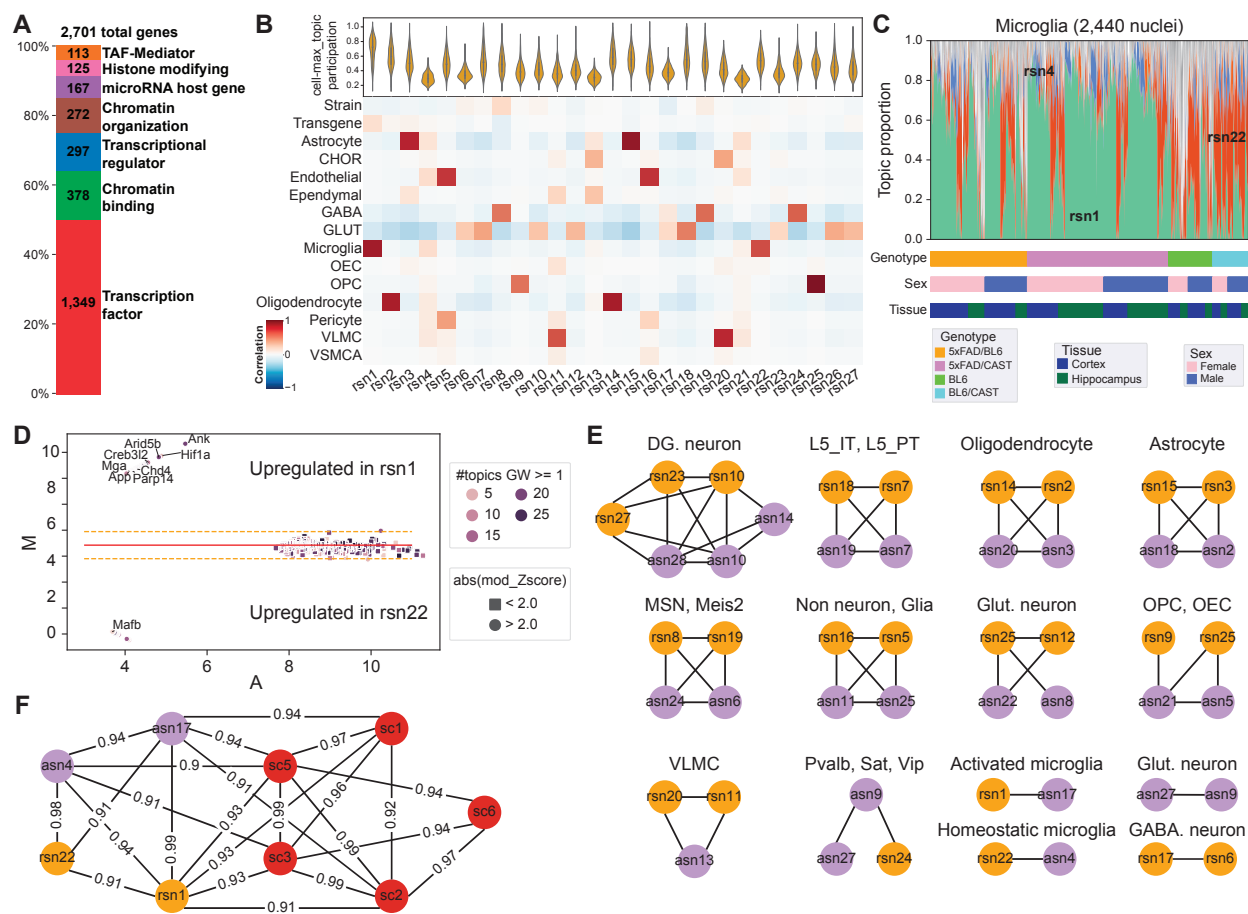 A
2,701 total genes
100%
80%
60%
40%
20%
0%
113
TAF-Mediator
125
Histone modifying
167
microRNA host gene
272
Chromatin
organization
297
Transcriptional
regulator
378
Chromatin
binding
1,349
Transcription
factor
B
cell-max_topic
participation
1.0
0.8
0.6
0.4
0.2
Strain
Transgene
Astrocyte
CHOR
Endothelial
Ependymal
GABA
GLUT
Microglia
OEC
OPC
Oligodendrocyte
Pericyte
VLMC
VSMCA
Correlation
1
0
−1
rsn1 rsn2 rsn3 rsn4 rsn5 rsn6 rsn7 rsn8 rsn9 rsn10 rsn11 rsn12 rsn13 rsn14 rsn15 rsn16 rsn17 rsn18 rsn19 rsn20 rsn21 rsn22 rsn23 rsn24 rsn25 rsn26 rsn27
C
Microglia (2,440 nuclei)
Topic proportion
1.0
0.8
0.6
0.4
0.2
0.0
rsn4
rsn22
rsn1
Genotype
Sex
Tissue
Genotype
5xFAD/BL6
5xFAD/CAST
BL6
BL6/CAST
Tissue
Cortex
Hippocampus
Sex
Female
Male
D
M
10
8
6
4
2
0
4 6 8 10
A
Arid5b
Ank
Creb3l2
Hif1a
Mga
Chd4
App
Parp14
Mafb
Upregulated in rsn1
Upregulated in rsn22
#topics GW >= 1
5
10
15
20
25
abs(mod_Zscore)
< 2.0
> 2.0
E
DG. neuron
rsn23
rsn10
rsn27
asn14
asn28
asn10
L5_IT, L5_PT
rsn18
rsn7
asn19
asn7
Oligodendrocyte
rsn14
rsn2
asn20
asn3
Astrocyte
rsn15
rsn3
asn18
asn2
MSN, Meis2
rsn8
rsn19
asn24
asn6
Non neuron, Glia
rsn16
rsn5
asn11
asn25
Glut. neuron
rsn25
rsn12
asn22
asn8
OPC, OEC
rsn9
rsn25
asn21
asn5
VLMC
rsn20
rsn11
asn13
Pvalb, Sat, Vip
asn9
asn27
rsn24
Activated microglia
rsn1
asn17
Homeostatic microglia
rsn22
asn4
Glut. neuron
asn27
asn9
GABA. neuron
rsn17
rsn6
F
asn17
0.94
sc1
0.94
0.94
0.97
asn4
0.9
sc5
0.91
0.94
0.98
0.91
0.91
0.99
0.96
0.92
sc6
0.94
0.99
0.93
0.93
0.99
0.94
0.97
rsn22
sc3
0.91
0.93
0.99
rsn1
0.91
sc2